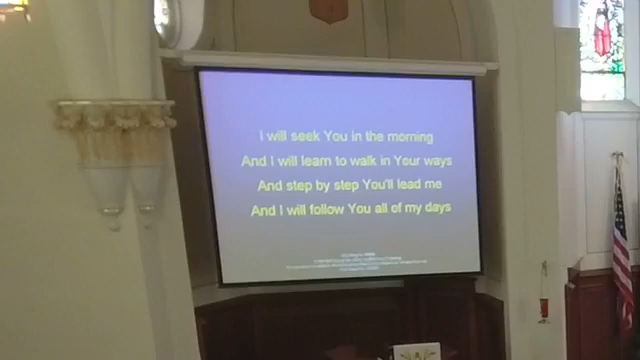 I will seek You in the morning
And I will learn to walk in Your ways
And step by step You'll lead me
And I will follow You all of my days